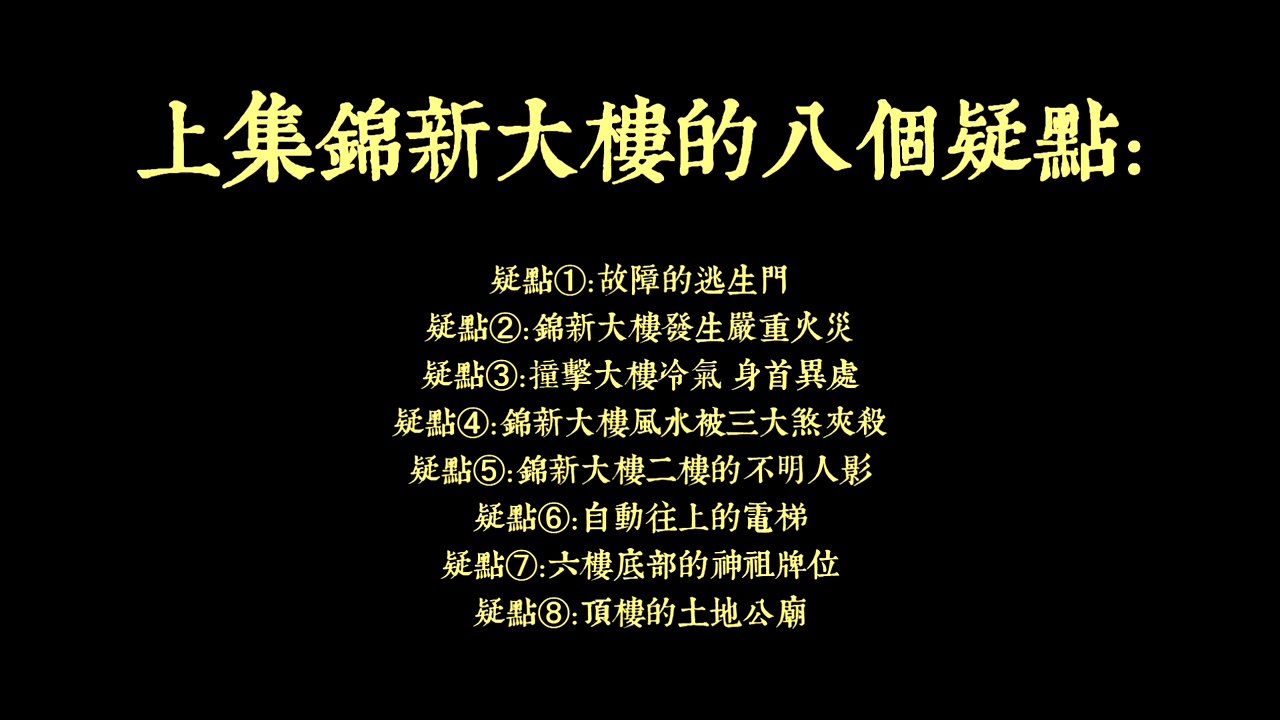 上集錦新大樓的八個疑點:
疑點①:故障的逃生門
疑點②:錦新大樓發生嚴重火災
疑點③:撞擊大樓冷氣 身首異處
疑點④:錦新大樓風水被三大煞夾殺
疑點⑤:錦新大樓二樓的不明人影
疑點⑥:自動往上的電梯
疑點⑦:六樓底部的神祖牌位
疑點⑧:頂樓的土地公廟